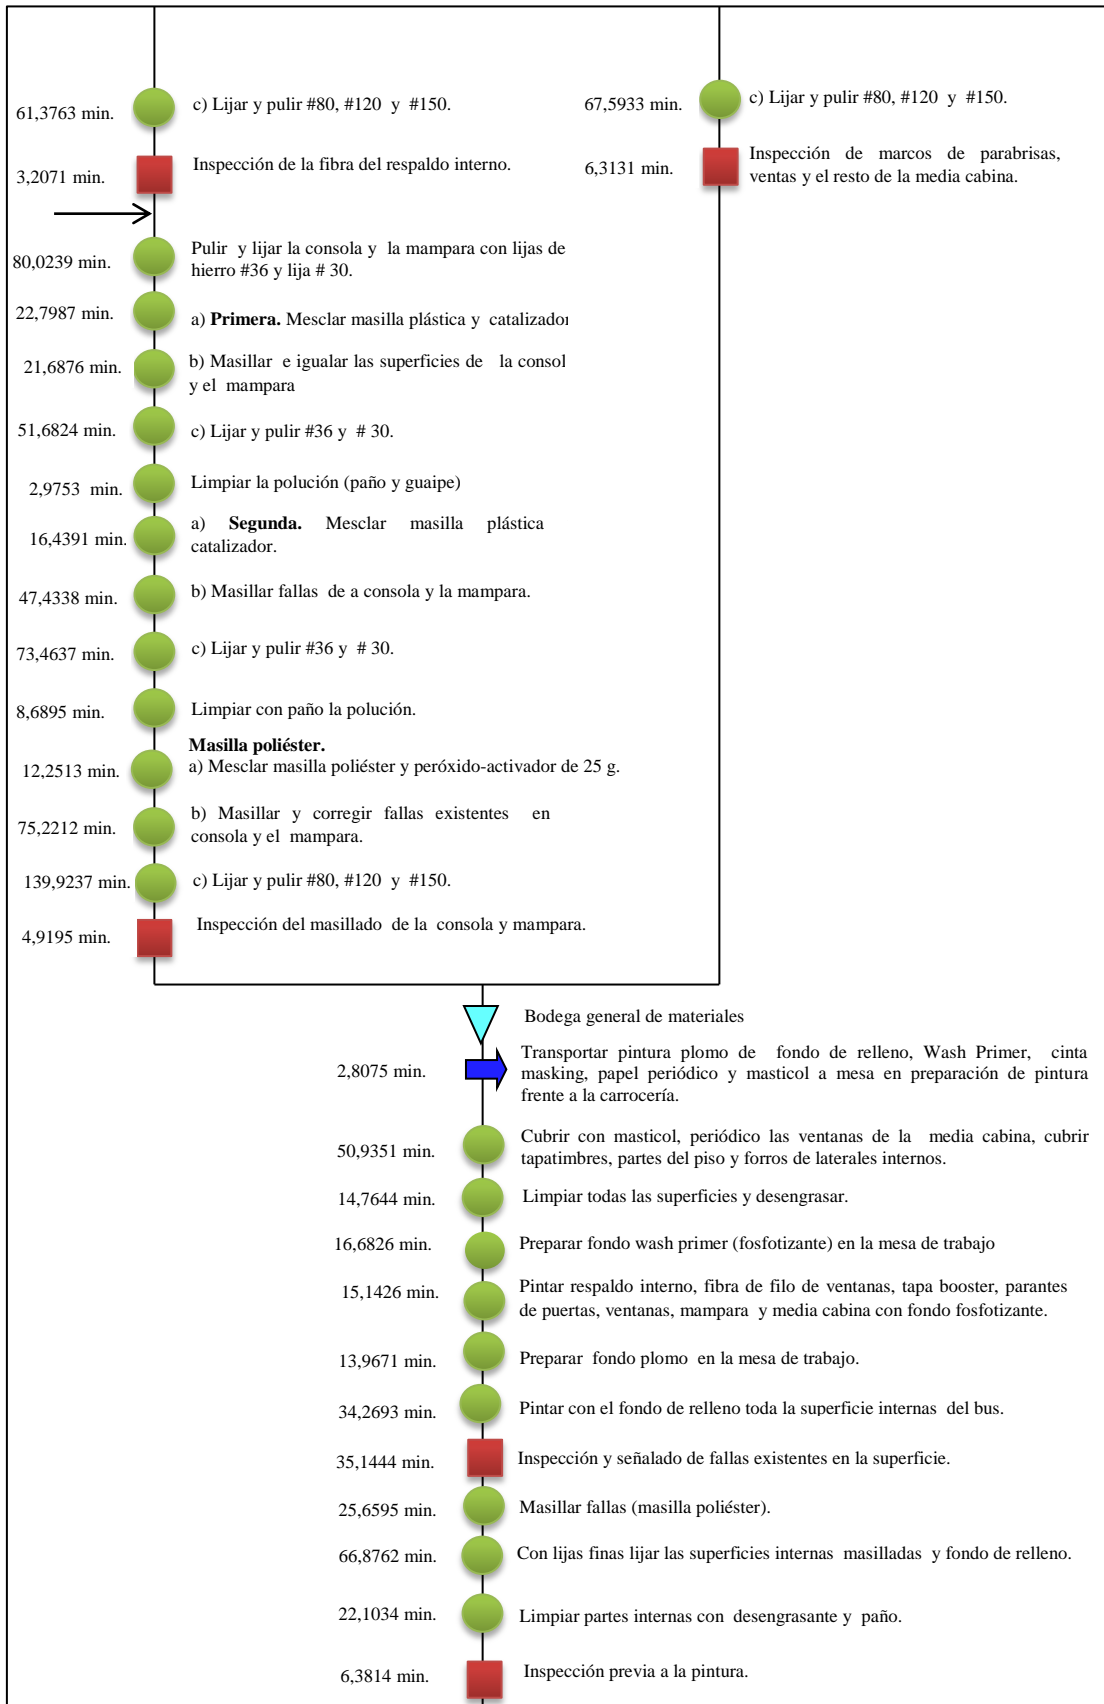 61,3763 min.
c) Lijar y pulir #80, #120 y #150.
67,5933 min.
c) Lijar y pulir #80, #120 y #150.
3,2071 min.
Inspección de la fibra del respaldo interno.
6,3131 min.
Inspección de marcos de parabrisas,
ventas y el resto de la media cabina.
80,0239 min.
Pulir y lijar la consola y la mampara con lijas de
hierro #36 y lija # 30.
22,7987 min.
a) Primera. Mesclar masilla plástica y catalizador
21,6876 min.
b) Masillar e igualar las superficies de la consol
y el mampara
51,6824 min.
c) Lijar y pulir #36 y # 30.
2,9753 min.
Limpiar la polución (paño y guaipe)
16,4391 min.
a) Segunda. Mesclar masilla plástica
catalizador.
47,4338 min.
b) Masillar fallas de a consola y la mampara.
73,4637 min.
c) Lijar y pulir #36 y # 30.
8,6895 min.
Limpiar con paño la polución.
Masilla poliéster.
12,2513 min.
a) Mesclar masilla poliéster y peróxido-activador de 25 g.
75,2212 min.
b) Masillar y corregir fallas existentes en
consola y el mampara.
139,9237 min.
c) Lijar y pulir #80, #120 y #150.
4,9195 min.
Inspección del masillado de la consola y mampara.
Bodega general de materiales
2,8075 min.
Transportar pintura plomo de fondo de relleno, Wash Primer, cinta
masking, papel periódico y masticol a mesa en preparación de pintura
frente a la carrocería.
50,9351 min.
Cubrir con masticol, periódico las ventanas de la media cabina, cubrir
tapatimbres, partes del piso y forros de laterales internos.
14,7644 min.
Limpiar todas las superficies y desengrasar.
16,6826 min.
Preparar fondo wash primer (fosfotizante) en la mesa de trabajo
15,1426 min.
Pintar respaldo interno, fibra de filo de ventanas, tapa booster, parantes
de puertas, ventanas, mampara y media cabina con fondo fosfotizante.
13,9671 min.
Preparar fondo plomo en la mesa de trabajo.
34,2693 min.
Pintar con el fondo de relleno toda la superficie internas del bus.
35,1444 min.
Inspección y señalado de fallas existentes en la superficie.
25,6595 min.
Masillar fallas (masilla poliéster).
66,8762 min.
Con lijas finas lijar las superficies internas masilladas y fondo de relleno.
22,1034 min.
Limpiar partes internas con desengrasante y paño.
6,3814 min.
Inspección previa a la pintura.